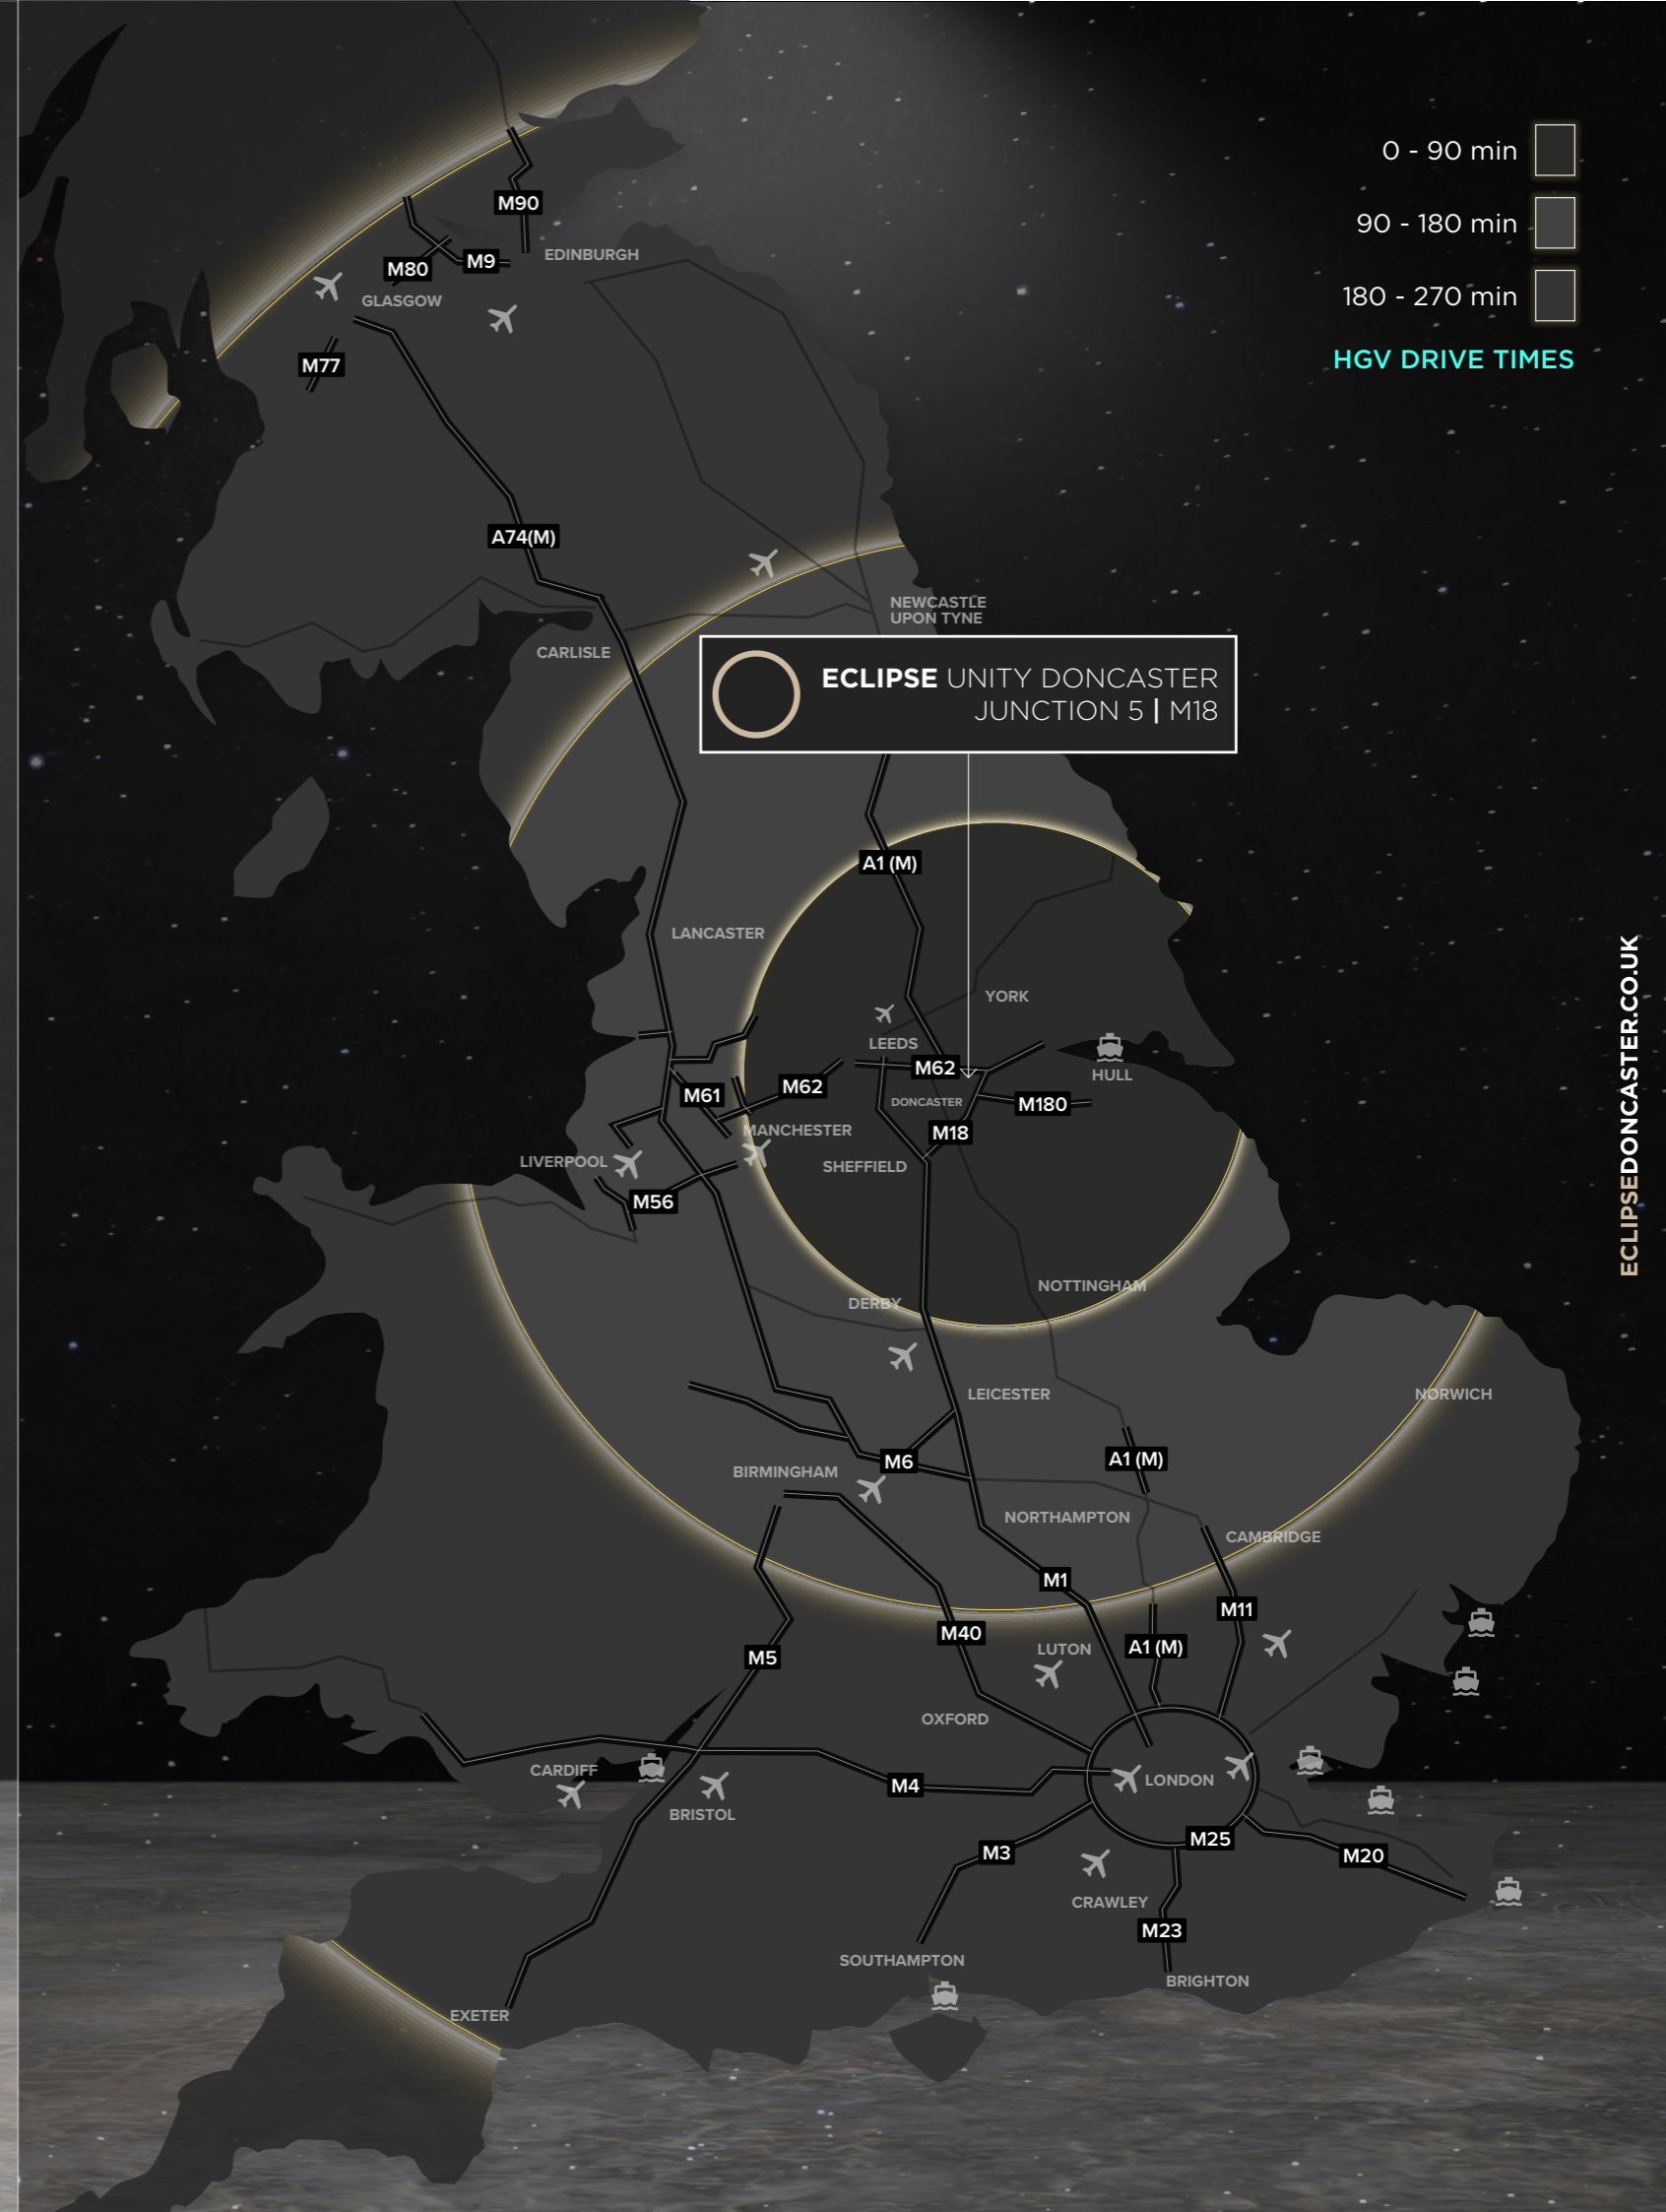 0 - 90 min
90 - 180 min
180 - 270 min
HGV DRIVE TIMES
M90
EDINBURGH
M9
M80
GLASGOW
M77
A74(M)
NEWCASTLE
UPON TYNE
CARLISLE
ECLIPSE UNITY DONCASTER
JUNCTION 5 | M18
A1 (M)
LANCASTER
YORK
LEEDS
M62
HULL
M62
M61
DONCASTER
M180
MANCHESTER
M18
LIVERPOOL
SHEFFIELD
M56
NOTTINGHAM
DERBY
LEICESTER
NORWICH
M6
A1 (M)
BIRMINGHAM
NORTHAMPTON
CAMBRIDGE
M1
M11
M40
A1 (M)
LUTON
M5
OXFORD
CARDIFF
LONDON
M4
BRISTOL
M25
M3
M20
CRAWLEY
M23
SOUTHAMPTON
BRIGHTON
EXETER
ECLIPSEDONCASTER.CO.UK